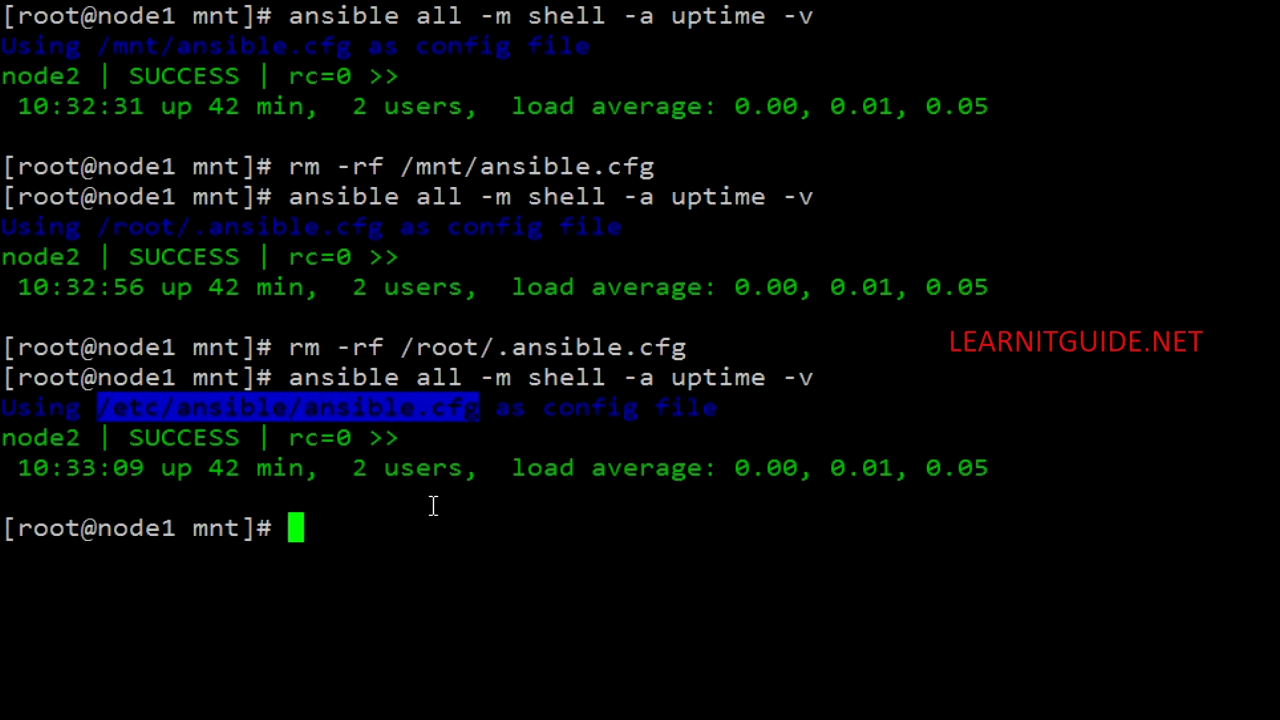 [root@node1 mnt]# ansible all -m shell -a uptime -v
Using /mnt/ansible.cfg as config file
node2 | SUCCESS | rc=0 >>
 10:32:31 up 42 min,  2 users,  load average: 0.00, 0.01, 0.05
[root@node1 mnt]# rm -rf /mnt/ansible.cfg
[root@node1 mnt]# ansible all -m shell -a uptime -v
Using /root/.ansible.cfg as config file
node2 | SUCCESS | rc=0 >>
 10:32:56 up 42 min,  2 users,  load average: 0.00, 0.01, 0.05
[root@node1 mnt]# rm -rf /root/.ansible.cfg
LEARNITGUIDE.NET
[root@node1 mnt]# ansible all -m shell -a uptime -v
Using /etc/ansible/ansible.cfg as config file
node2 | SUCCESS | rc=0 >>
 10:33:09 up 42 min,  2 users,  load average: 0.00, 0.01, 0.05
[root@node1 mnt]#